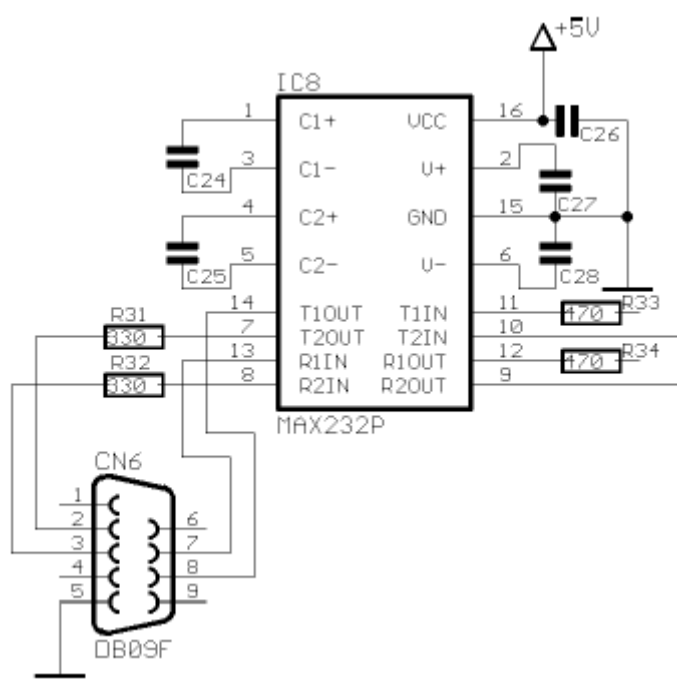 +5V
IC8
1 C1+ VCC 16
C26
3 C1- V+ 2
C24
C27
4 C2+ GND 15
5 C2- V- 6
C25
C28
14 T1OUT T1IN 11
470 R33
R31
330
7 T2OUT T2IN 10
13 R1IN R1OUT 12
470 R34
R32
330
8 R2IN R2OUT 9
MAX232P
CN6
1
2 6
3 7
4 8
5 9
DB09F